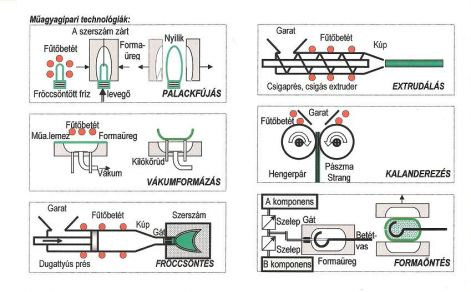 Műagyagipari technológiák:
A szerszám zárt
Fűtőbetét
Forma-
üreg
Nyílik
Fröccsöntött fríz
levegő
PALACKFÚJÁS
Garat
Fűtőbetét
Kúp
Csigaprés, csigás extruder
EXTRUDÁLÁS
Fűtőbetét
Műa.lemez
Formaüreg
Kilökőrúd
Vákum
VÁKUMFORMÁZÁS
Garat
Fűtőbetét
Hengerpár
Pászma
Strang
KALANDEREZÉS
Garat
Fűtőbetét
Kúp
Szerszám
Gát
Dugattyús prés
FRÖCCSÖNTÉS
A komponens
Szelep
Gát
Betét-
vas
Szelep
B komponens
Formaüreg
FORMAÖNTÉS